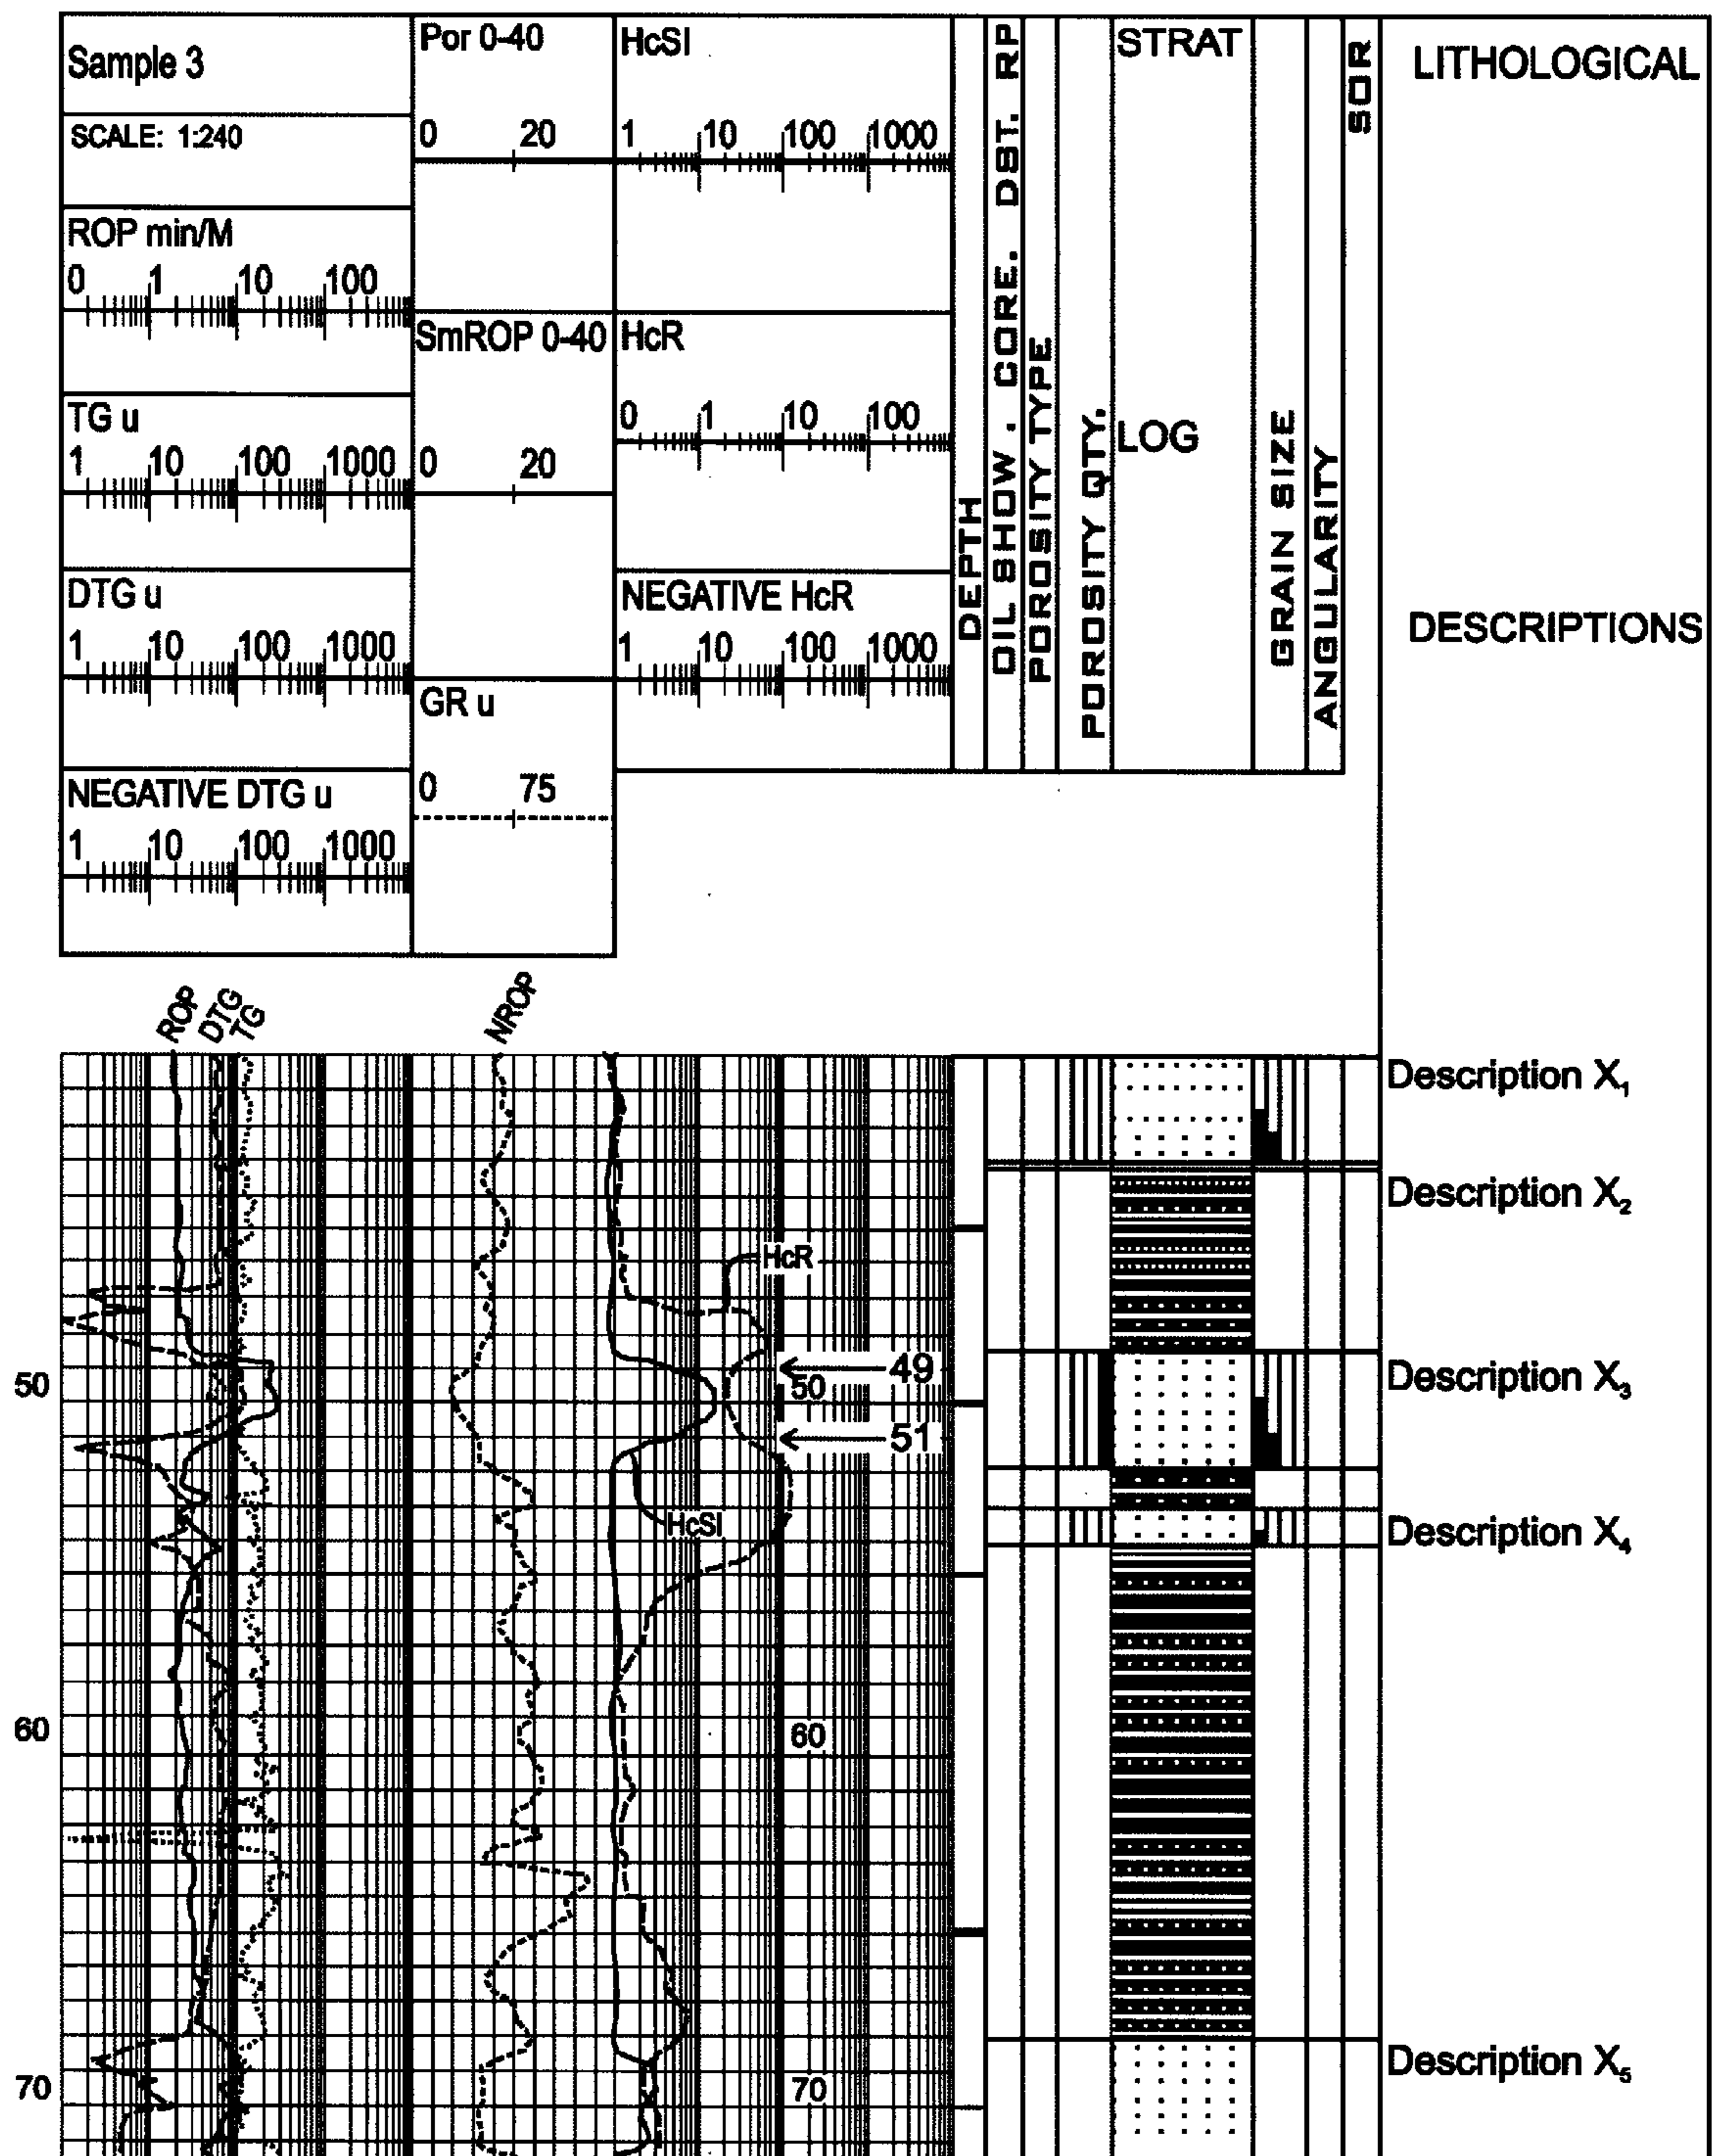 Sample 3
SCALE: 1:240
ROP min/M
0 1 10 100
TG u
1 10 100 1000
DTG u
1 10 100 1000
NEGATIVE DTG u
1 10 100 1000
Por 0-40
0 20
SmROP 0-40
0 20
GR u
0 75
HcSI
1 10 100 1000
HcR
0 1 10 100
NEGATIVE HcR
1 10 100 1000
DEPTH
OIL SHOW . CORE. DST. RP
POROSITY TYPE
POROSITY QTY.
STRAT
LOG
GRAIN SIZE
ANGULARITY
SOR
LITHOLOGICAL
DESCRIPTIONS
ROP
DTG
TG
NROP
Description X₁
Description X₂
HcR
49
50
50
Description X₃
51
HcSI
Description X₄
60
60
Description X₅
70
70